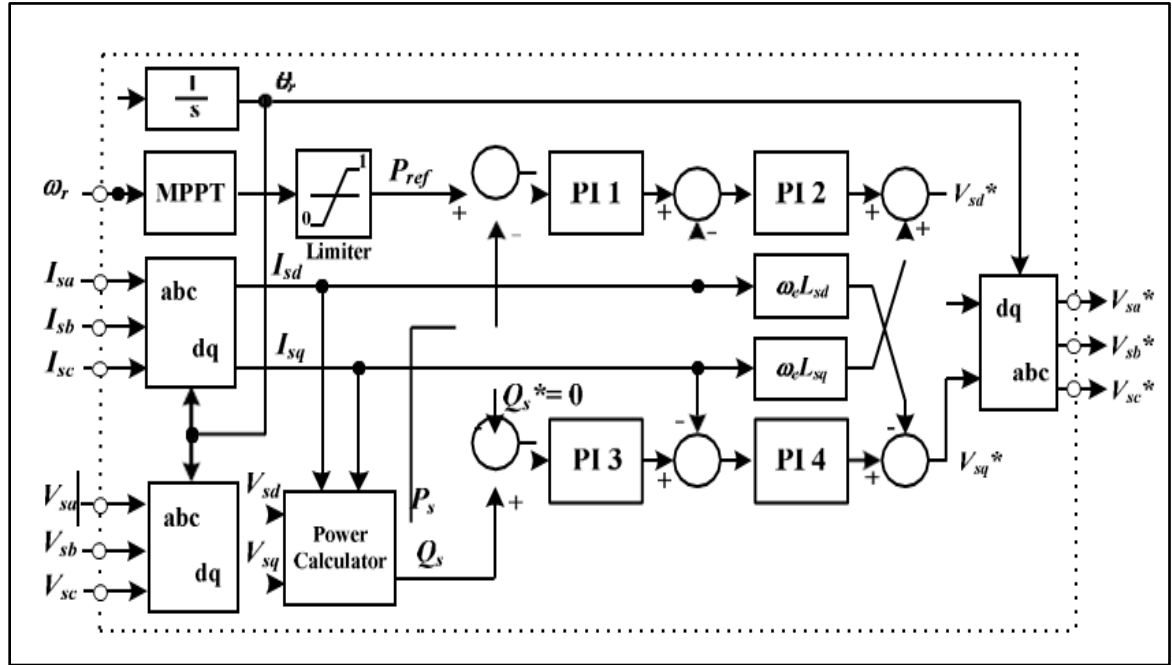 1
s
θr
ωr
MPPT
1
0
Limiter
Pref
+
-
PI 1
+
-
PI 2
+
+
Vsd*
Isa
Isb
Isc
abc
dq
Isd
Isq
ωeLsd
ωeLsq
dq
abc
Vsa*
Vsb*
Vsc*
Qs*= 0
-
+
PI 3
-
+
PI 4
-
+
Vsq*
Vsa
Vsb
Vsc
abc
dq
Vsd
Vsq
Power
Calculator
Ps
Qs